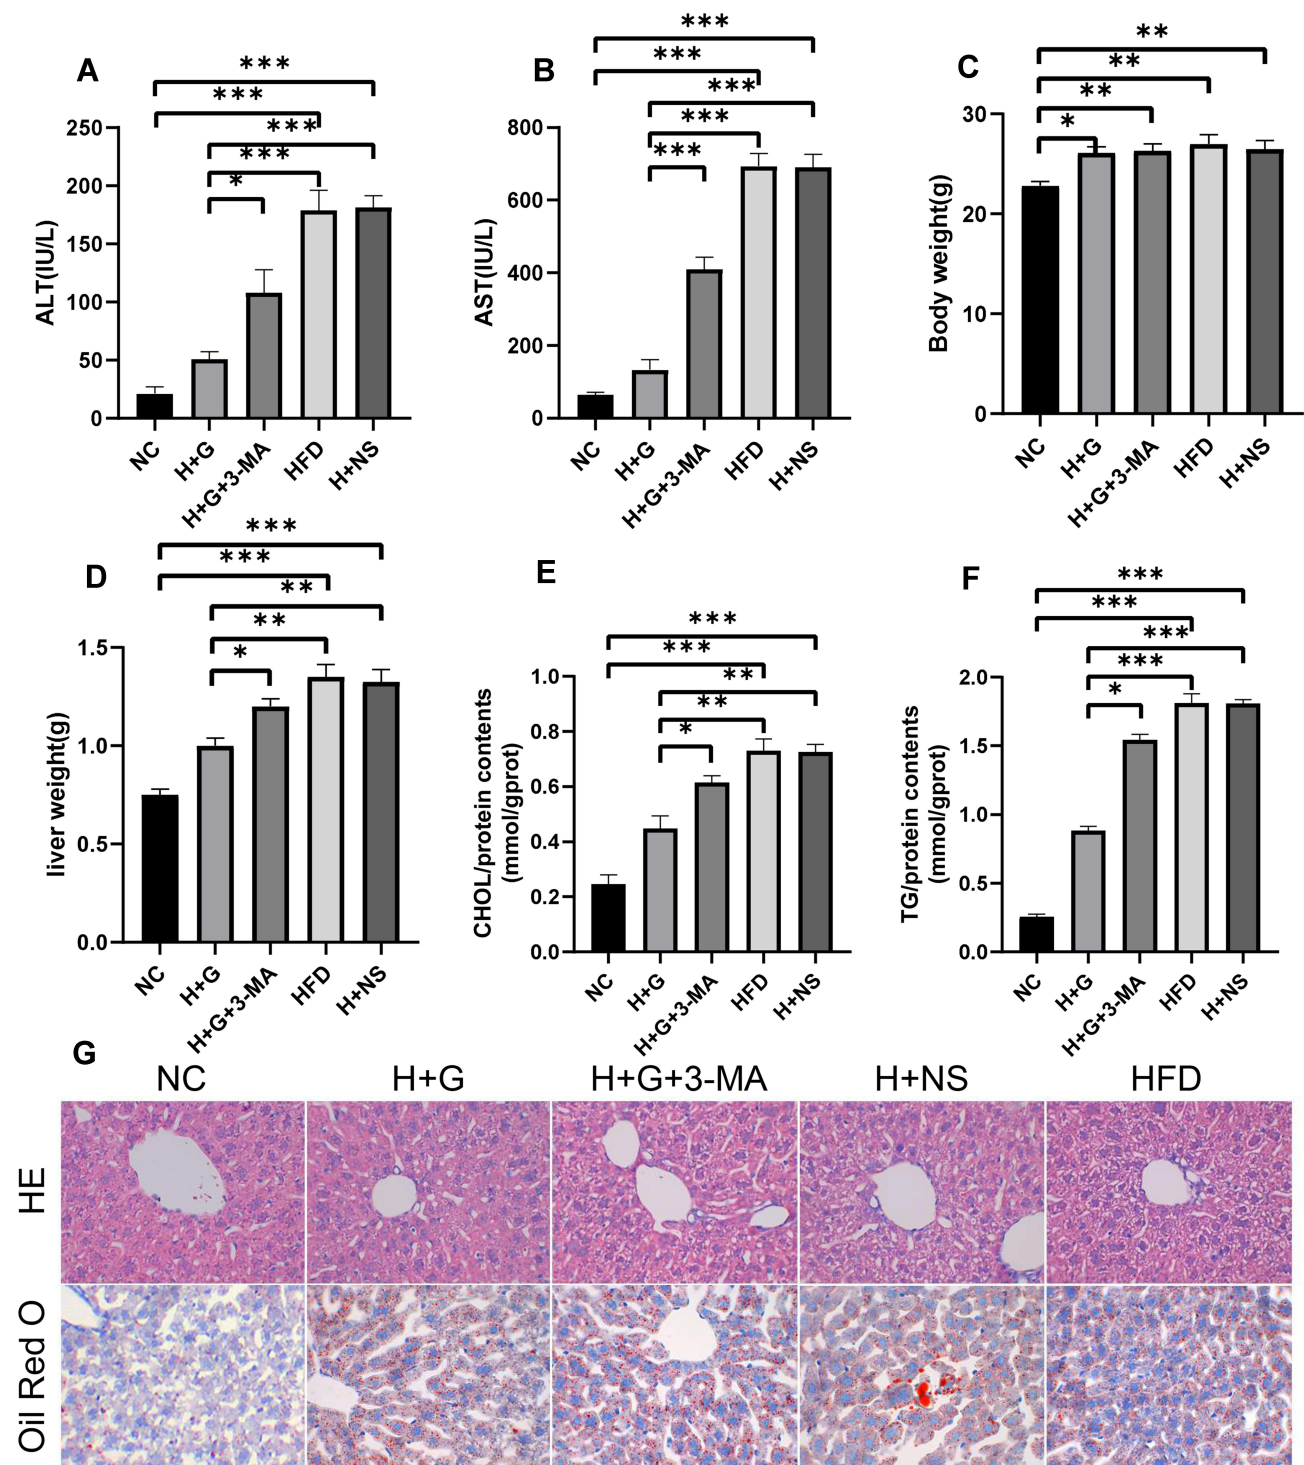 A
***
***
***
***
*
250
200
150
100
50
0
ALT(IU/L)
NC
H+G
H+G+3-MA
HFD
H+NS
B
***
***
***
***
***
800
600
400
200
0
AST(IU/L)
NC
H+G
H+G+3-MA
HFD
H+NS
C
**
**
**
*
30
20
10
0
Body weight(g)
NC
H+G
H+G+3-MA
HFD
H+NS
D
***
***
**
**
*
1.5
1.0
0.5
0.0
liver weight(g)
NC
H+G
H+G+3-MA
HFD
H+NS
E
***
***
**
**
*
1.0
0.8
0.6
0.4
0.2
0.0
CHOL/protein contents
(mmol/gprot)
NC
H+G
H+G+3-MA
HFD
H+NS
F
***
***
***
***
*
2.0
1.5
1.0
0.5
0.0
TG/protein contents
(mmol/gprot)
NC
H+G
H+G+3-MA
HFD
H+NS
G
NC
H+G
H+G+3-MA
H+NS
HFD
HE
Oil Red O